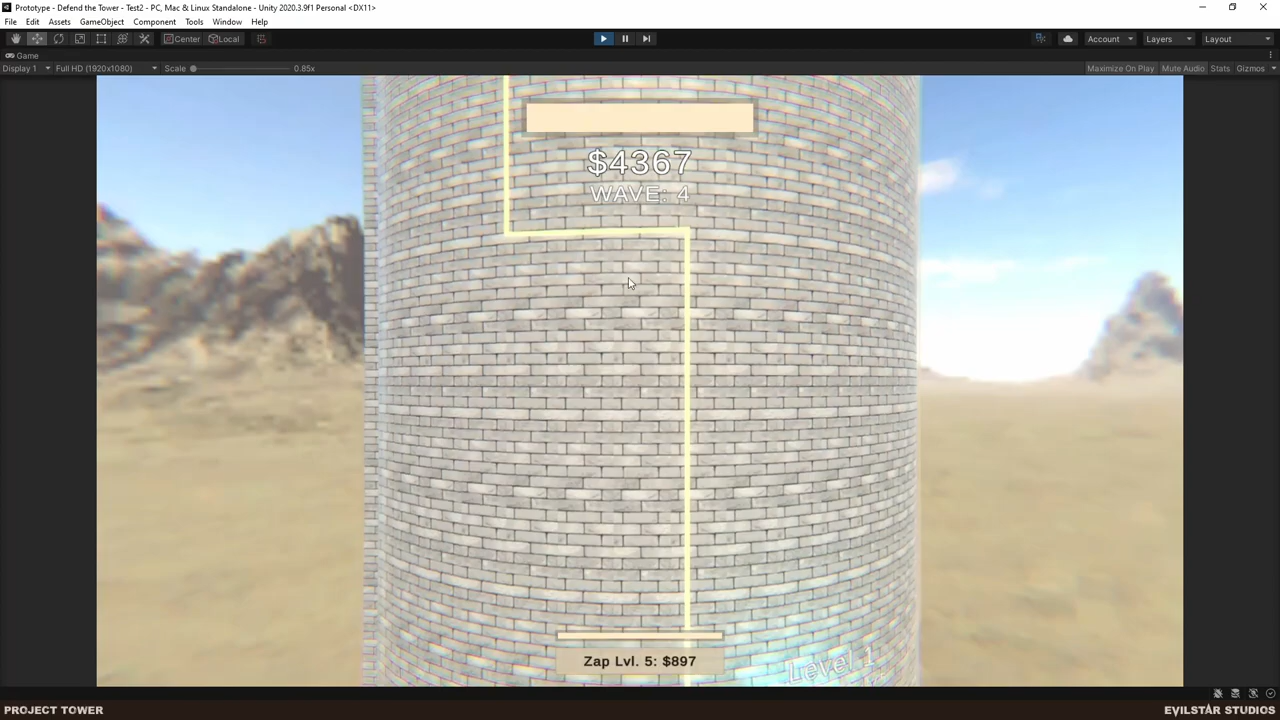 Prototype - Defend the Tower - Test2 - PC, Mac & Linux Standalone - Unity 2020.3.9f1 Personal <DX11>
File Edit Assets GameObject Component Tools Window Help
Center Local Account Layers Layout
Game
Display 1 Full HD (1920x1080) Scale 0.85x Maximize On Play Mute Audio Stats Gizmos
$4367
WAVE: 4
Zap Lvl. 5: $897
Level 1
PROJECT TOWER EVILSTAR STUDIOS